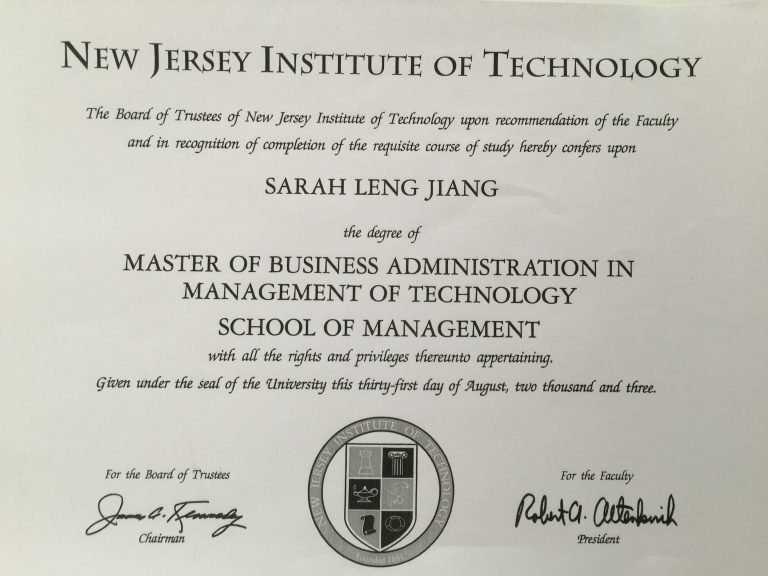 NEW JERSEY INSTITUTE OF TECHNOLOGY
The Board of Trustees of New Jersey Institute of Technology upon recommendation of the Faculty
and in recognition of completion of the requisite course of study hereby confers upon
SARAH LENG JIANG
the degree of
MASTER OF BUSINESS ADMINISTRATION IN
MANAGEMENT OF TECHNOLOGY
SCHOOL OF MANAGEMENT
with all the rights and privileges thereunto appertaining.
Given under the seal of the University this thirty-first day of August, two thousand and three.
For the Board of Trustees
James A. Kennedy
Chairman
NEW JERSEY INSTITUTE OF TECHNOLOGY
Founded 1881
For the Faculty
Robert A. Altenkirch
President